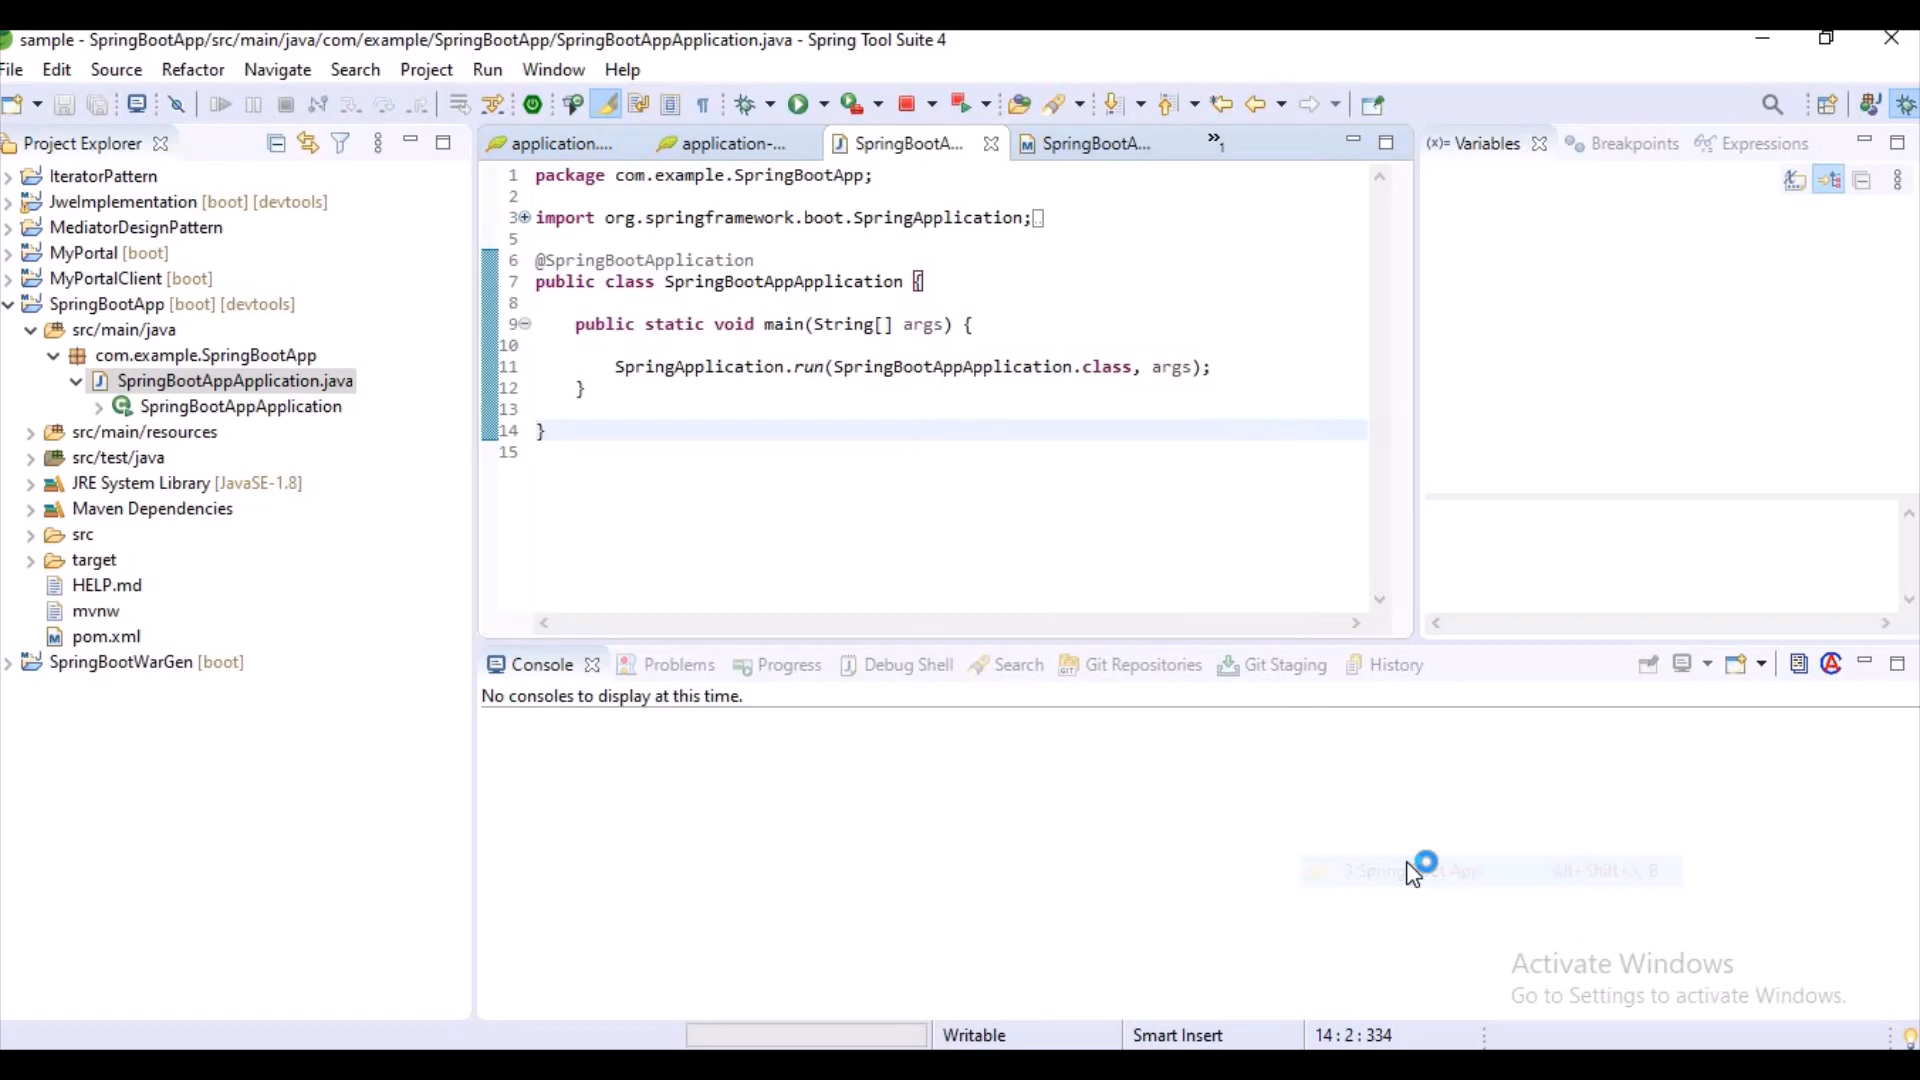 sample - SpringBootApp/src/main/java/com/example/SpringBootApp/SpringBootAppApplication.java - Spring Tool Suite 4
File Edit Source Refactor Navigate Search Project Run Window Help
Project Explorer
IteratorPattern
JweImplementation [boot] [devtools]
MediatorDesignPattern
MyPortal [boot]
MyPortalClient [boot]
SpringBootApp [boot] [devtools]
src/main/java
com.example.SpringBootApp
SpringBootAppApplication.java
SpringBootAppApplication
src/main/resources
src/test/java
JRE System Library [JavaSE-1.8]
Maven Dependencies
src
target
HELP.md
mvnw
pom.xml
SpringBootWarGen [boot]
application.... application-... SpringBootA... SpringBootA... »1
1 package com.example.SpringBootApp;
2
3 import org.springframework.boot.SpringApplication;
5
6 @SpringBootApplication
7 public class SpringBootAppApplication {
8
9 public static void main(String[] args) {
10
11 SpringApplication.run(SpringBootAppApplication.class, args);
12 }
13
14 }
15
(x)= Variables Breakpoints Expressions
Console Problems Progress Debug Shell Search Git Repositories Git Staging History
No consoles to display at this time.
Activate Windows
Go to Settings to activate Windows.
Writable Smart Insert 14 : 2 : 334